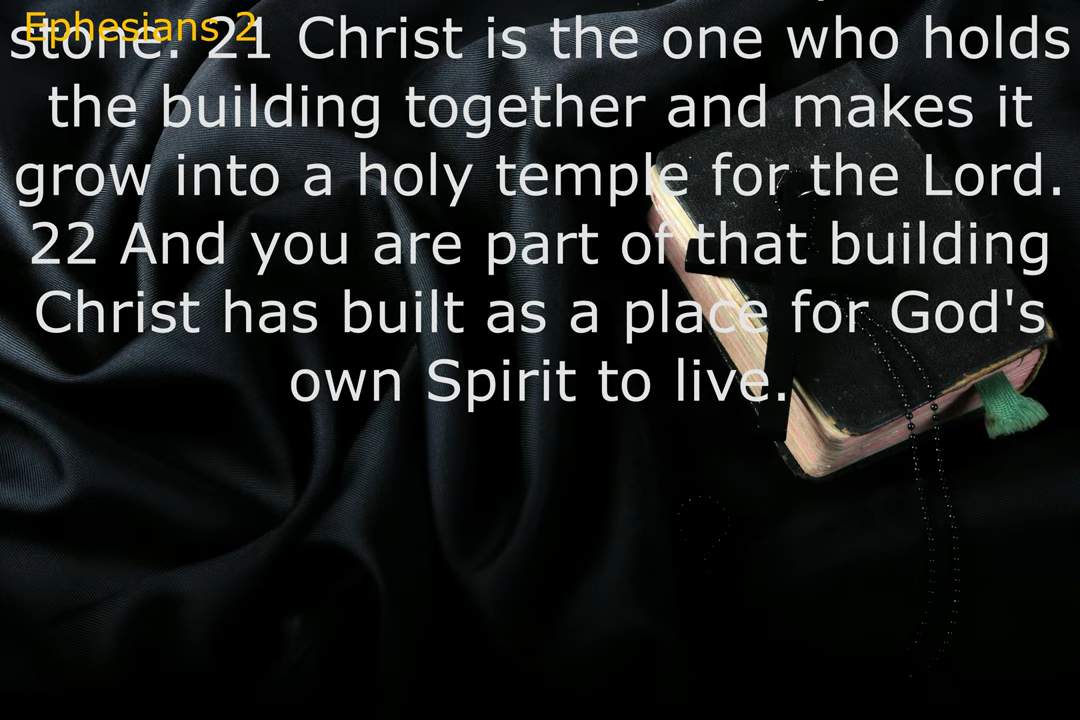 Ephesians 2
stone. 21 Christ is the one who holds
the building together and makes it
grow into a holy temple for the Lord.
22 And you are part of that building
Christ has built as a place for God's
own Spirit to live.